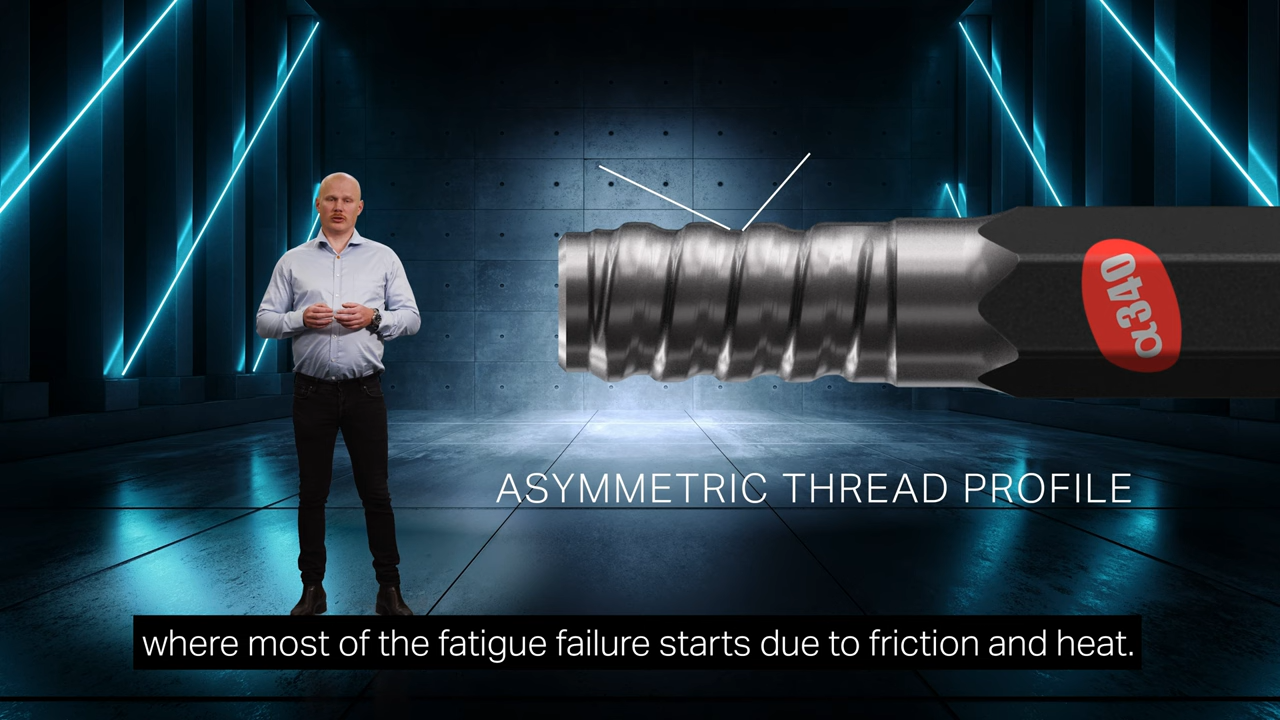 α340
ASYMMETRIC THREAD PROFILE
where most of the fatigue failure starts due to friction and heat.